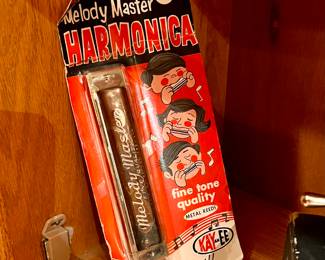 Melody Master
HARMONICA
Melody Master
fine tone
quality
METAL REEDS
KAY-EE